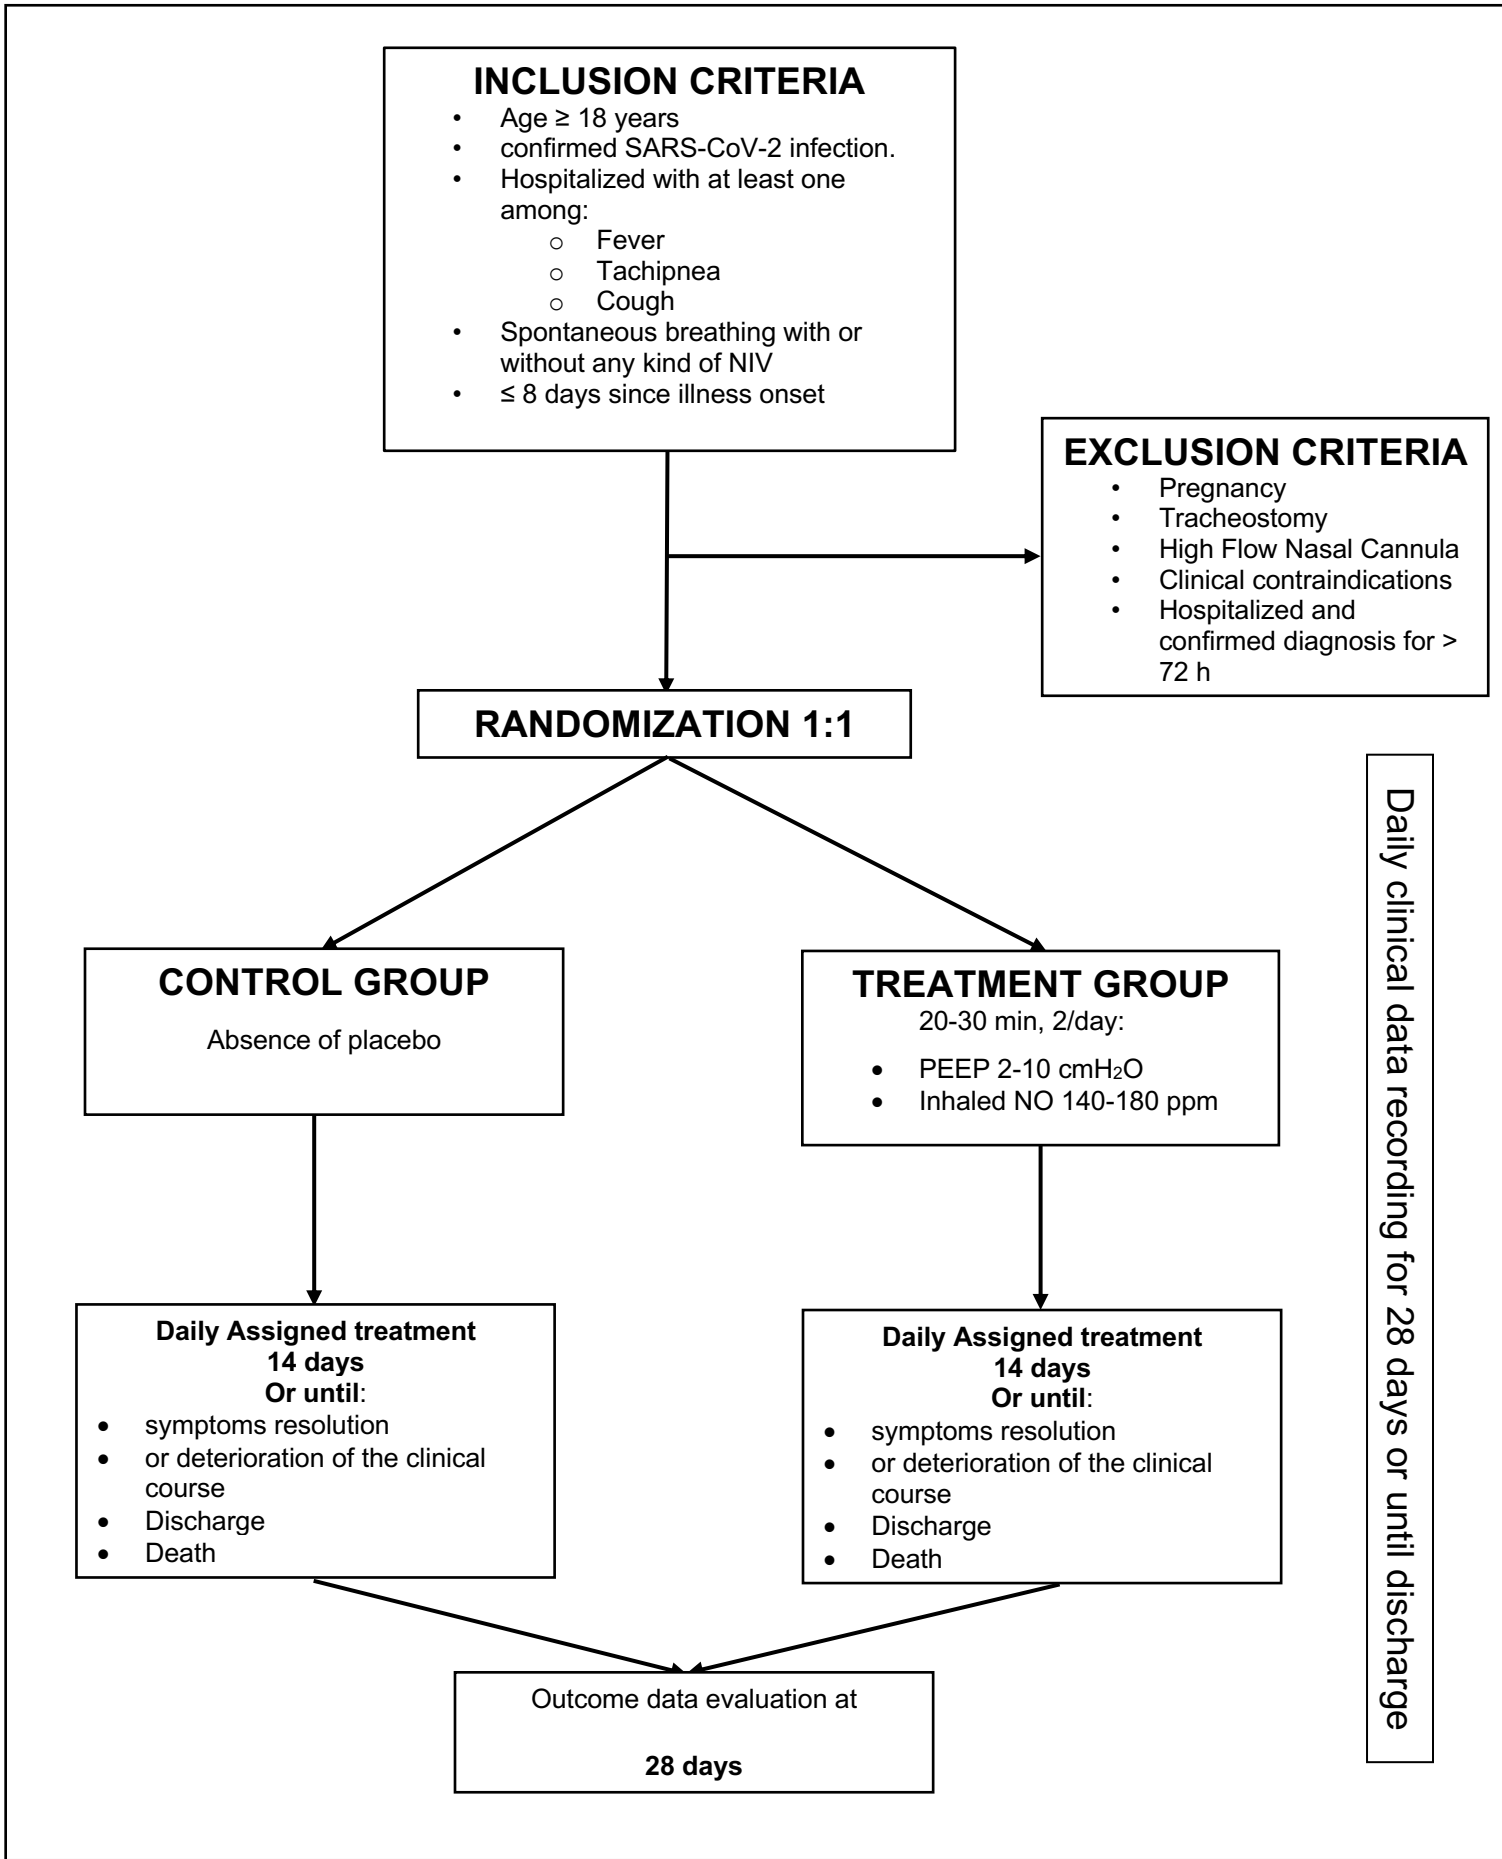 INCLUSION CRITERIA
• Age ≥ 18 years
• confirmed SARS-CoV-2 infection.
• Hospitalized with at least one
among:
o Fever
o Tachipnea
o Cough
• Spontaneous breathing with or
without any kind of NIV
• ≤ 8 days since illness onset
EXCLUSION CRITERIA
• Pregnancy
• Tracheostomy
• High Flow Nasal Cannula
• Clinical contraindications
• Hospitalized and
confirmed diagnosis for >
72 h
RANDOMIZATION 1:1
CONTROL GROUP
Absence of placebo
TREATMENT GROUP
20-30 min, 2/day:
• PEEP 2-10 cmH₂O
• Inhaled NO 140-180 ppm
Daily Assigned treatment
14 days
Or until:
• symptoms resolution
• or deterioration of the clinical
course
• Discharge
• Death
Daily Assigned treatment
14 days
Or until:
• symptoms resolution
• or deterioration of the clinical
course
• Discharge
• Death
Outcome data evaluation at
28 days
Daily clinical data recording for 28 days or until discharge